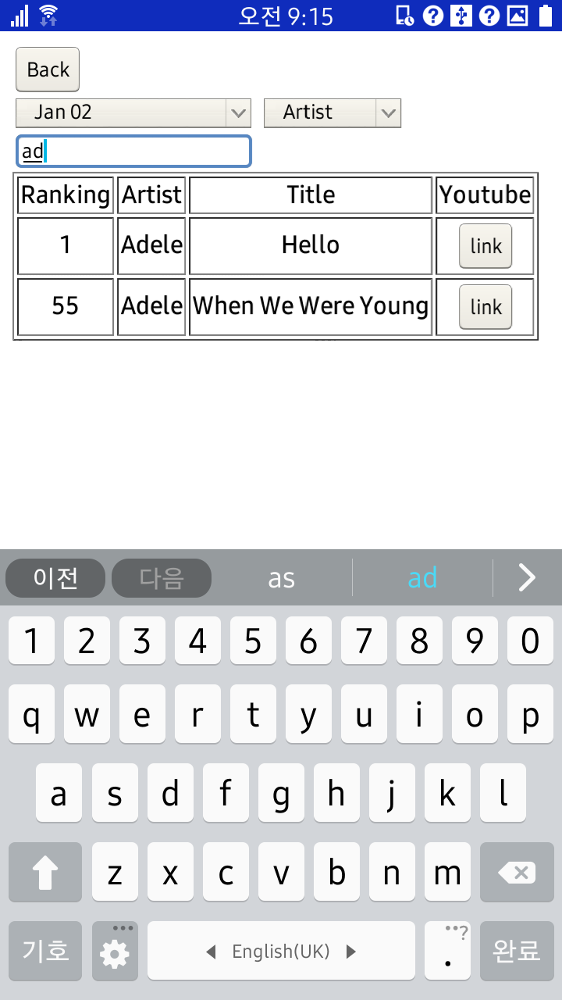 오전 9:15
Back
Jan 02 Artist
ad
Ranking Artist Title Youtube
1 Adele Hello link
55 Adele When We Were Young link
이전 다음 as ad
1 2 3 4 5 6 7 8 9 0
q w e r t y u i o p
a s d f g h j k l
z x c v b n m
기호 English(UK) . ? 완료